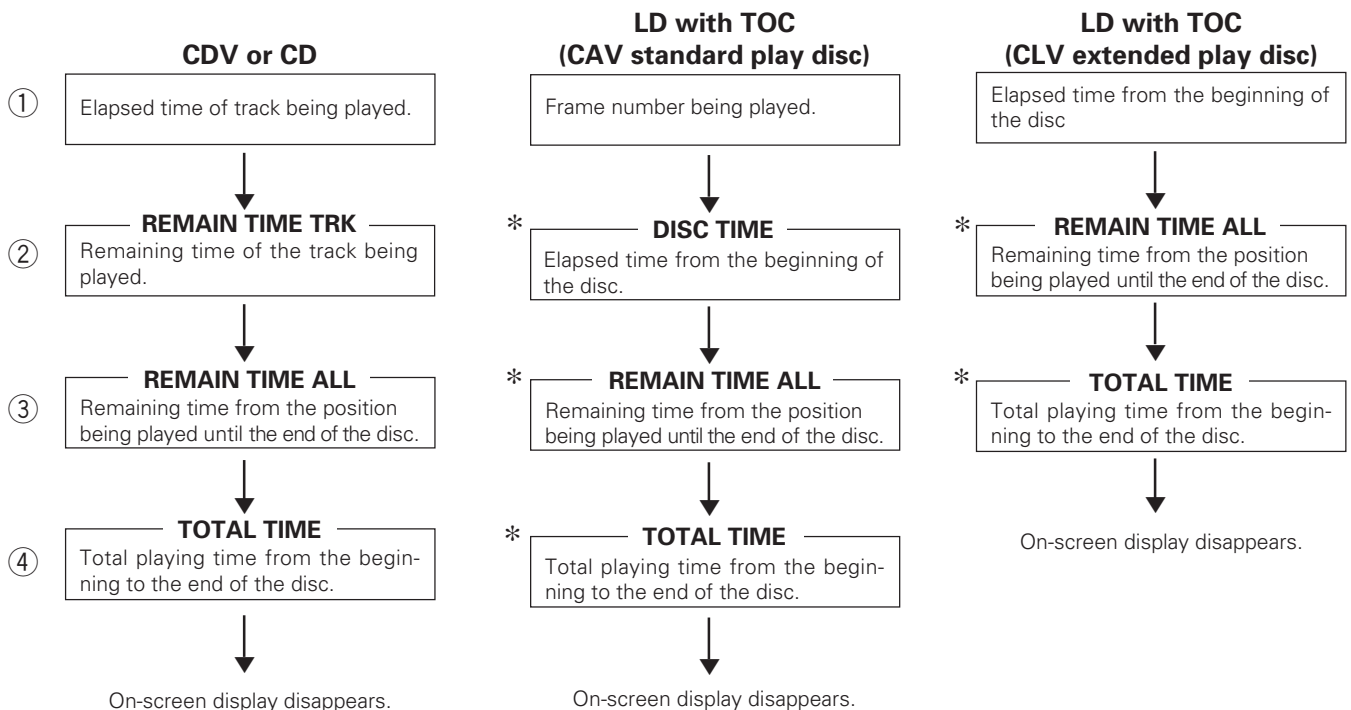 CDV or CD
① Elapsed time of track being played.
REMAIN TIME TRK
② Remaining time of the track being
played.
REMAIN TIME ALL
③ Remaining time from the position
being played until the end of the disc.
TOTAL TIME
④ Total playing time from the begin-
ning to the end of the disc.
On-screen display disappears.
LD with TOC
(CAV standard play disc)
Frame number being played.
* DISC TIME
Elapsed time from the beginning of
the disc.
* REMAIN TIME ALL
Remaining time from the position
being played until the end of the disc.
* TOTAL TIME
Total playing time from the begin-
ning to the end of the disc.
On-screen display disappears.
LD with TOC
(CLV extended play disc)
Elapsed time from the beginning of
the disc
* REMAIN TIME ALL
Remaining time from the position
being played until the end of the disc.
* TOTAL TIME
Total playing time from the begin-
ning to the end of the disc.
On-screen display disappears.